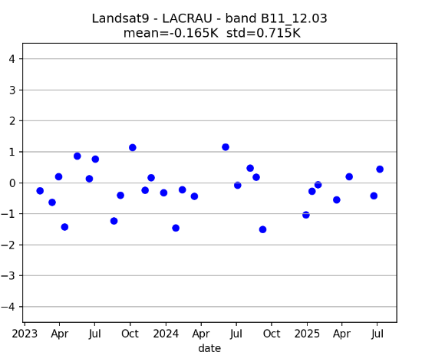 Landsat9 - LACRAU - band B11_12.03
mean=-0.165K  std=0.715K
4
3
2
1
0
−1
−2
−3
−4
2023 Apr Jul Oct 2024 Apr Jul Oct 2025 Apr Jul
date